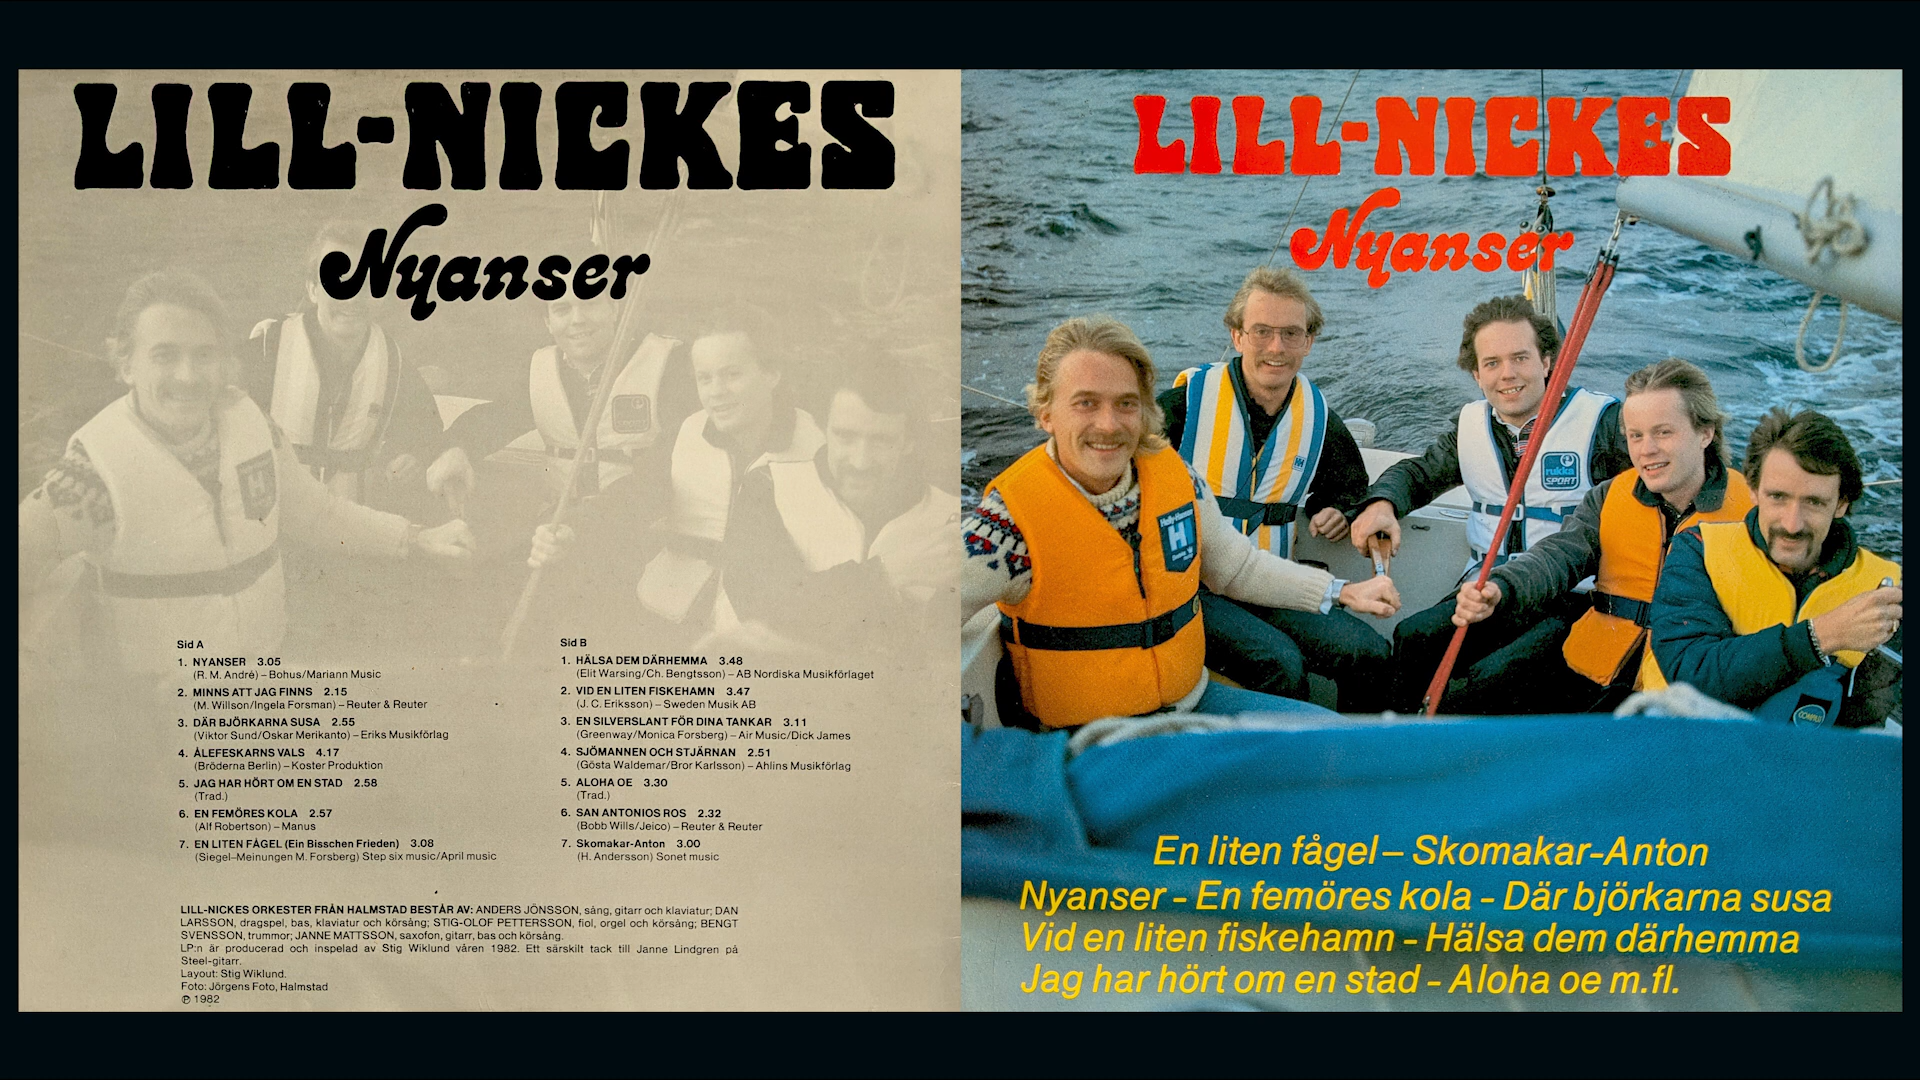 LILL-NICKES
Nyanser
Sid A
1. NYANSER 3.05
(R. M. André) – Bohus/Mariann Music
2. MINNS ATT JAG FINNS 2.15
(M. Willson/Ingela Forsman) – Reuter & Reuter
3. DÄR BJÖRKARNA SUSA 2.55
(Viktor Sund/Oskar Merikanto) – Eriks Musikförlag
4. ÅLEFESKARNS VALS 4.17
(Bröderna Berlin) – Koster Produktion
5. JAG HAR HÖRT OM EN STAD 2.58
(Trad.)
6. EN FEMÖRES KOLA 2.57
(Alf Robertson) – Manus
7. EN LITEN FÅGEL (Ein Bisschen Frieden) 3.08
(Siegel–Meinungen M. Forsberg) Step six music/April music
Sid B
1. HÄLSA DEM DÄRHEMMA 3.48
(Elit Warsing/Ch. Bengtsson) – AB Nordiska Musikförlaget
2. VID EN LITEN FISKEHAMN 3.47
(J. C. Eriksson) – Sweden Musik AB
3. EN SILVERSLANT FÖR DINA TANKAR 3.11
(Greenway/Monica Forsberg) – Air Music/Dick James
4. SJÖMANNEN OCH STJÄRNAN 2.51
(Gösta Waldemar/Bror Karlsson) – Ahlins Musikförlag
5. ALOHA OE 3.30
(Trad.)
6. SAN ANTONIOS ROS 2.32
(Bobb Wills/Jeico) – Reuter & Reuter
7. Skomakar-Anton 3.00
(H. Andersson) Sonet music
LILL-NICKES ORKESTER FRÅN HALMSTAD BESTÅR AV: ANDERS JÖNSSON, sång, gitarr och klaviatur; DAN
LARSSON, dragspel, bas, klaviatur och körsång; STIG-OLOF PETTERSSON, fiol, orgel och körsång; BENGT
SVENSSON, trummor; JANNE MATTSSON, saxofon, gitarr, bas och körsång.
LP:n är producerad och inspelad av Stig Wiklund våren 1982. Ett särskilt tack till Janne Lindgren på
Steel-gitarr.
Layout: Stig Wiklund.
Foto: Jörgens Foto, Halmstad
℗ 1982
LILL-NICKES
Nyanser
rukka
SPORT
Helly-Hansen
H
En liten fågel – Skomakar-Anton
Nyanser - En femöres kola - Där björkarna susa
Vid en liten fiskehamn - Hälsa dem därhemma
Jag har hört om en stad - Aloha oe m.fl.